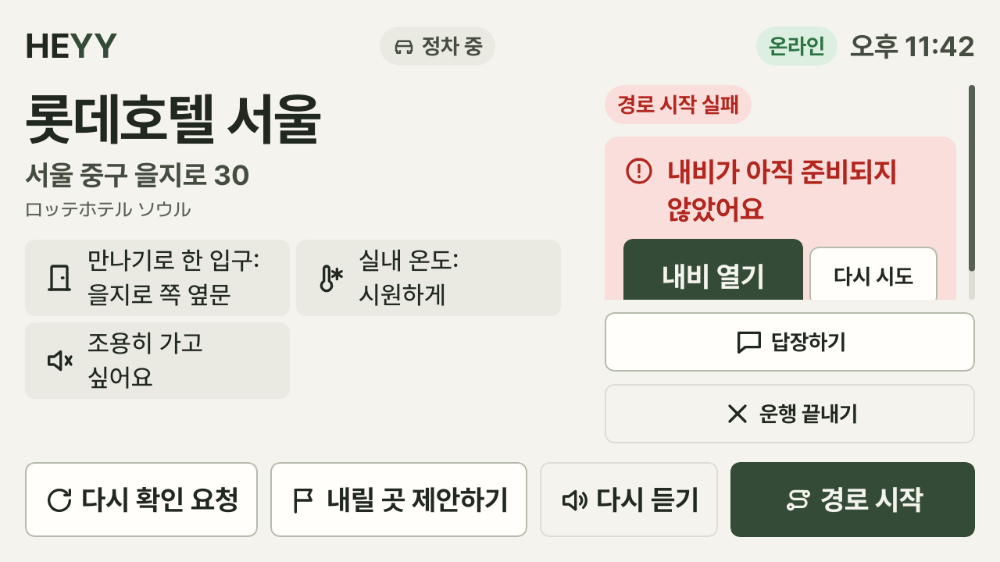 HEYY
정차 중
온라인
오후 11:42
롯데호텔 서울
서울 중구 을지로 30
ロッテホテル ソウル
만나기로 한 입구:
을지로 쪽 옆문
실내 온도:
시원하게
조용히 가고
싶어요
경로 시작 실패
내비가 아직 준비되지
않았어요
내비 열기
다시 시도
답장하기
운행 끝내기
다시 확인 요청
내릴 곳 제안하기
다시 듣기
경로 시작